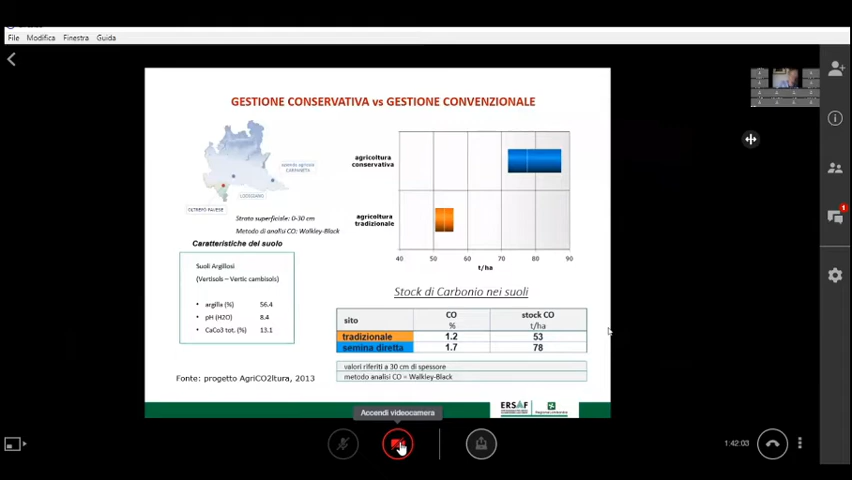 File Modifica Finestra Guida
GESTIONE CONSERVATIVA vs GESTIONE CONVENZIONALE
LODIGIANO
OLTREPO PAVESE
Strato superficiale: 0-30 cm
Metodo di analisi CO: Walkley-Black
Caratteristiche del suolo
Suoli Argillosi
(Vertisols – Vertic cambisols)
• argilla (%) 56.4
• pH (H2O) 8.4
• CaCo3 tot. (%) 13.1
agricoltura
conservativa
agricoltura
tradizionale
40 50 60 70 80 90
t/ha
Stock di Carbonio nei suoli
sito CO stock CO
% t/ha
tradizionale 1.2 53
semina diretta 1.7 78
valori riferiti a 30 cm di spessore
metodo analisi CO = Walkley-Black
Fonte: progetto AgriCO2ltura, 2013
ERSAF
Accendi videocamera
1
1:42:03